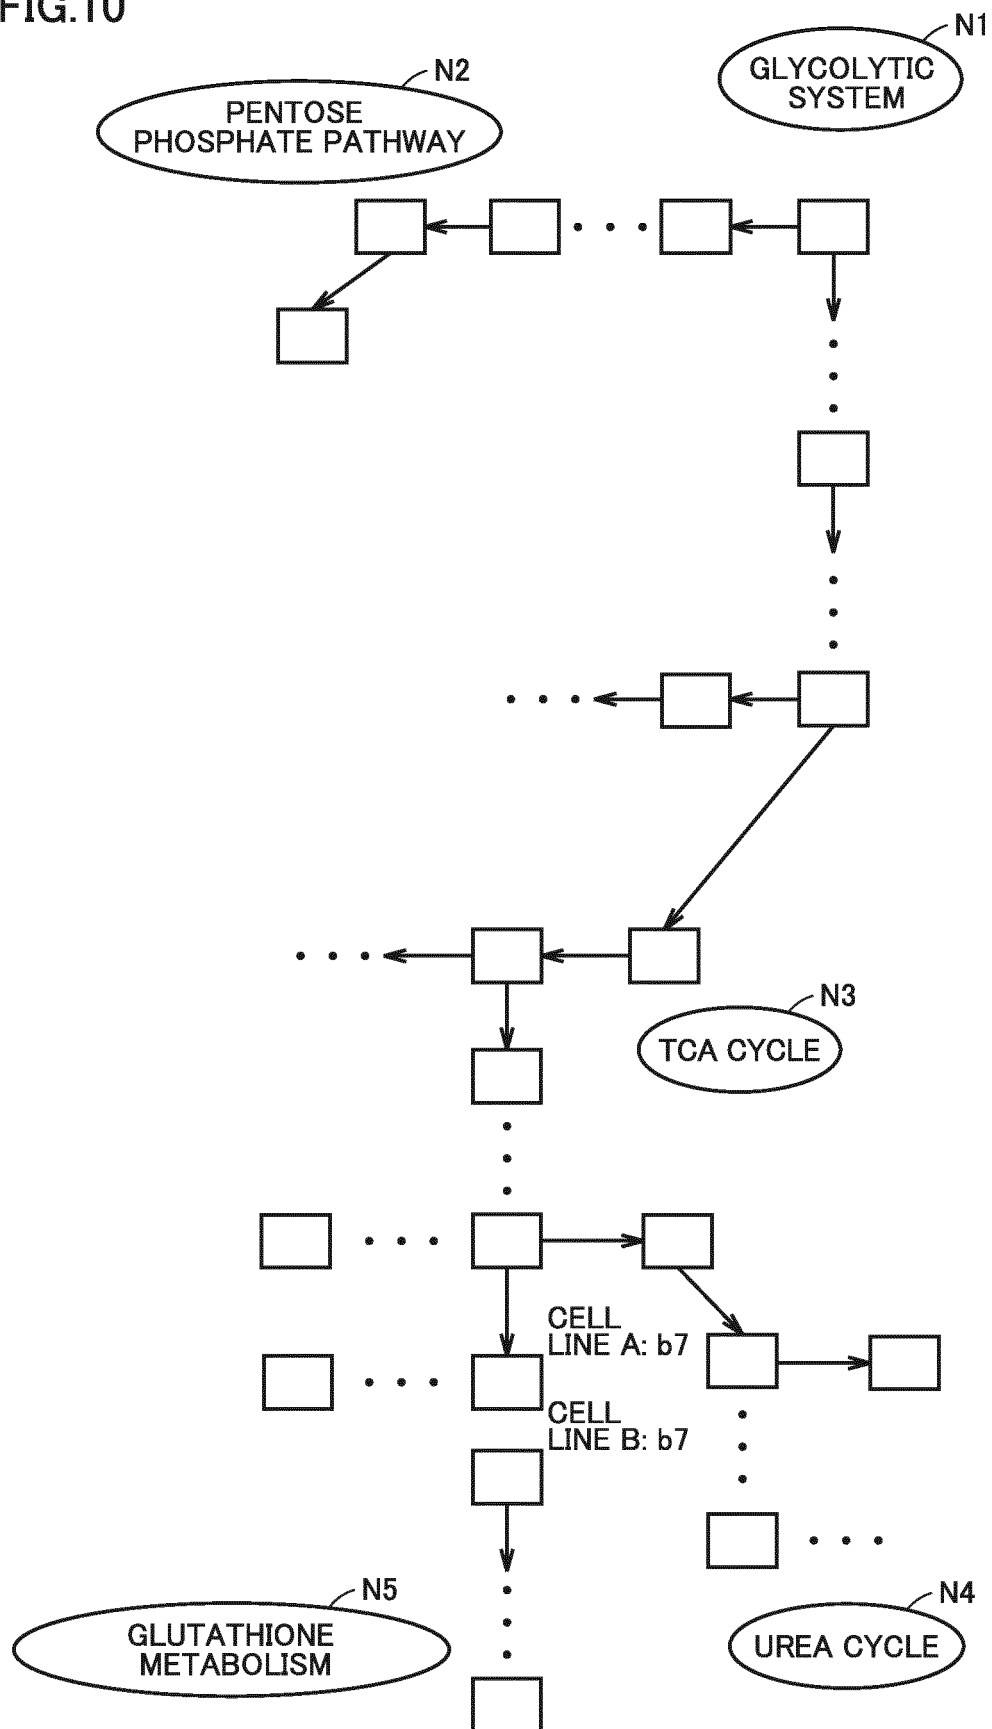 FIG.10
N1
GLYCOLYTIC
SYSTEM
N2
PENTOSE
PHOSPHATE PATHWAY
N3
TCA CYCLE
CELL
LINE A: b7
CELL
LINE B: b7
N5
GLUTATHIONE
METABOLISM
N4
UREA CYCLE